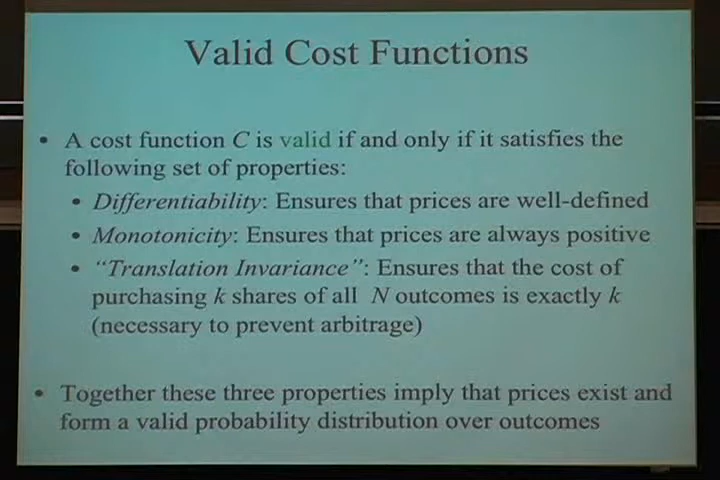 Valid Cost Functions
• A cost function C is valid if and only if it satisfies the
following set of properties:
• Differentiability: Ensures that prices are well-defined
• Monotonicity: Ensures that prices are always positive
• “Translation Invariance”: Ensures that the cost of
purchasing k shares of all N outcomes is exactly k
(necessary to prevent arbitrage)
• Together these three properties imply that prices exist and
form a valid probability distribution over outcomes